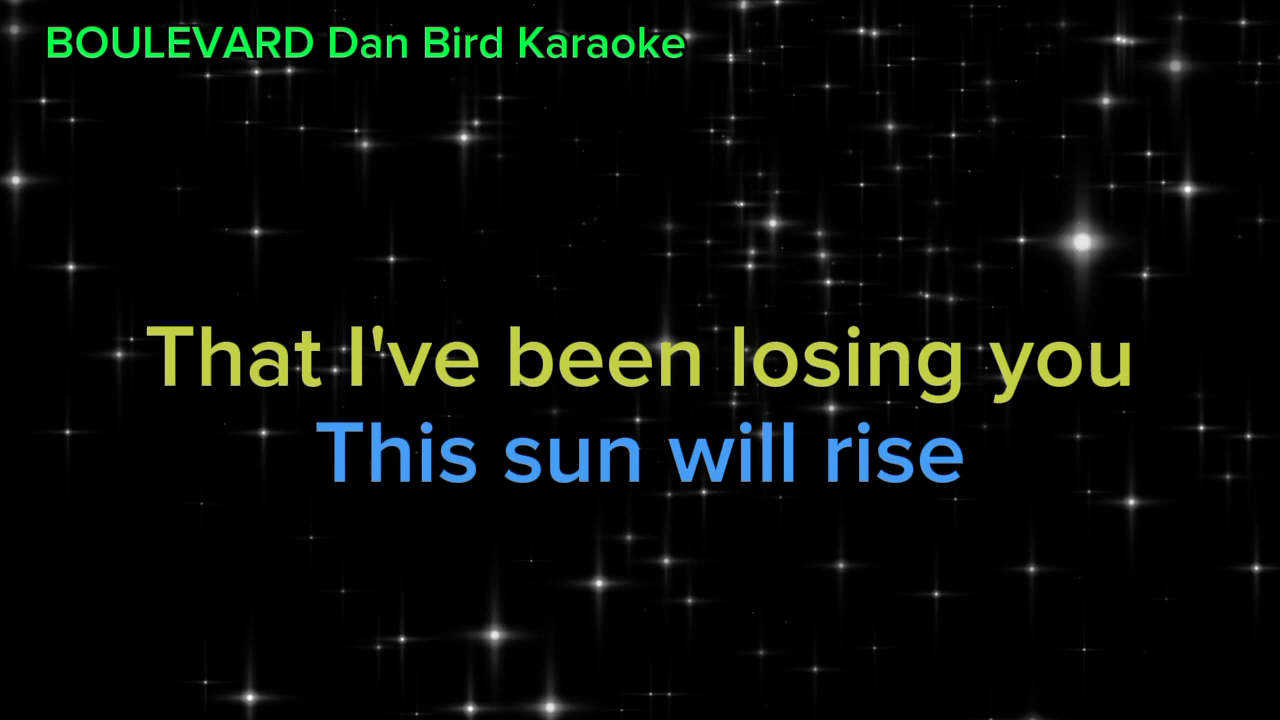 BOULEVARD Dan Bird Karaoke
That I've been losing you
This sun will rise